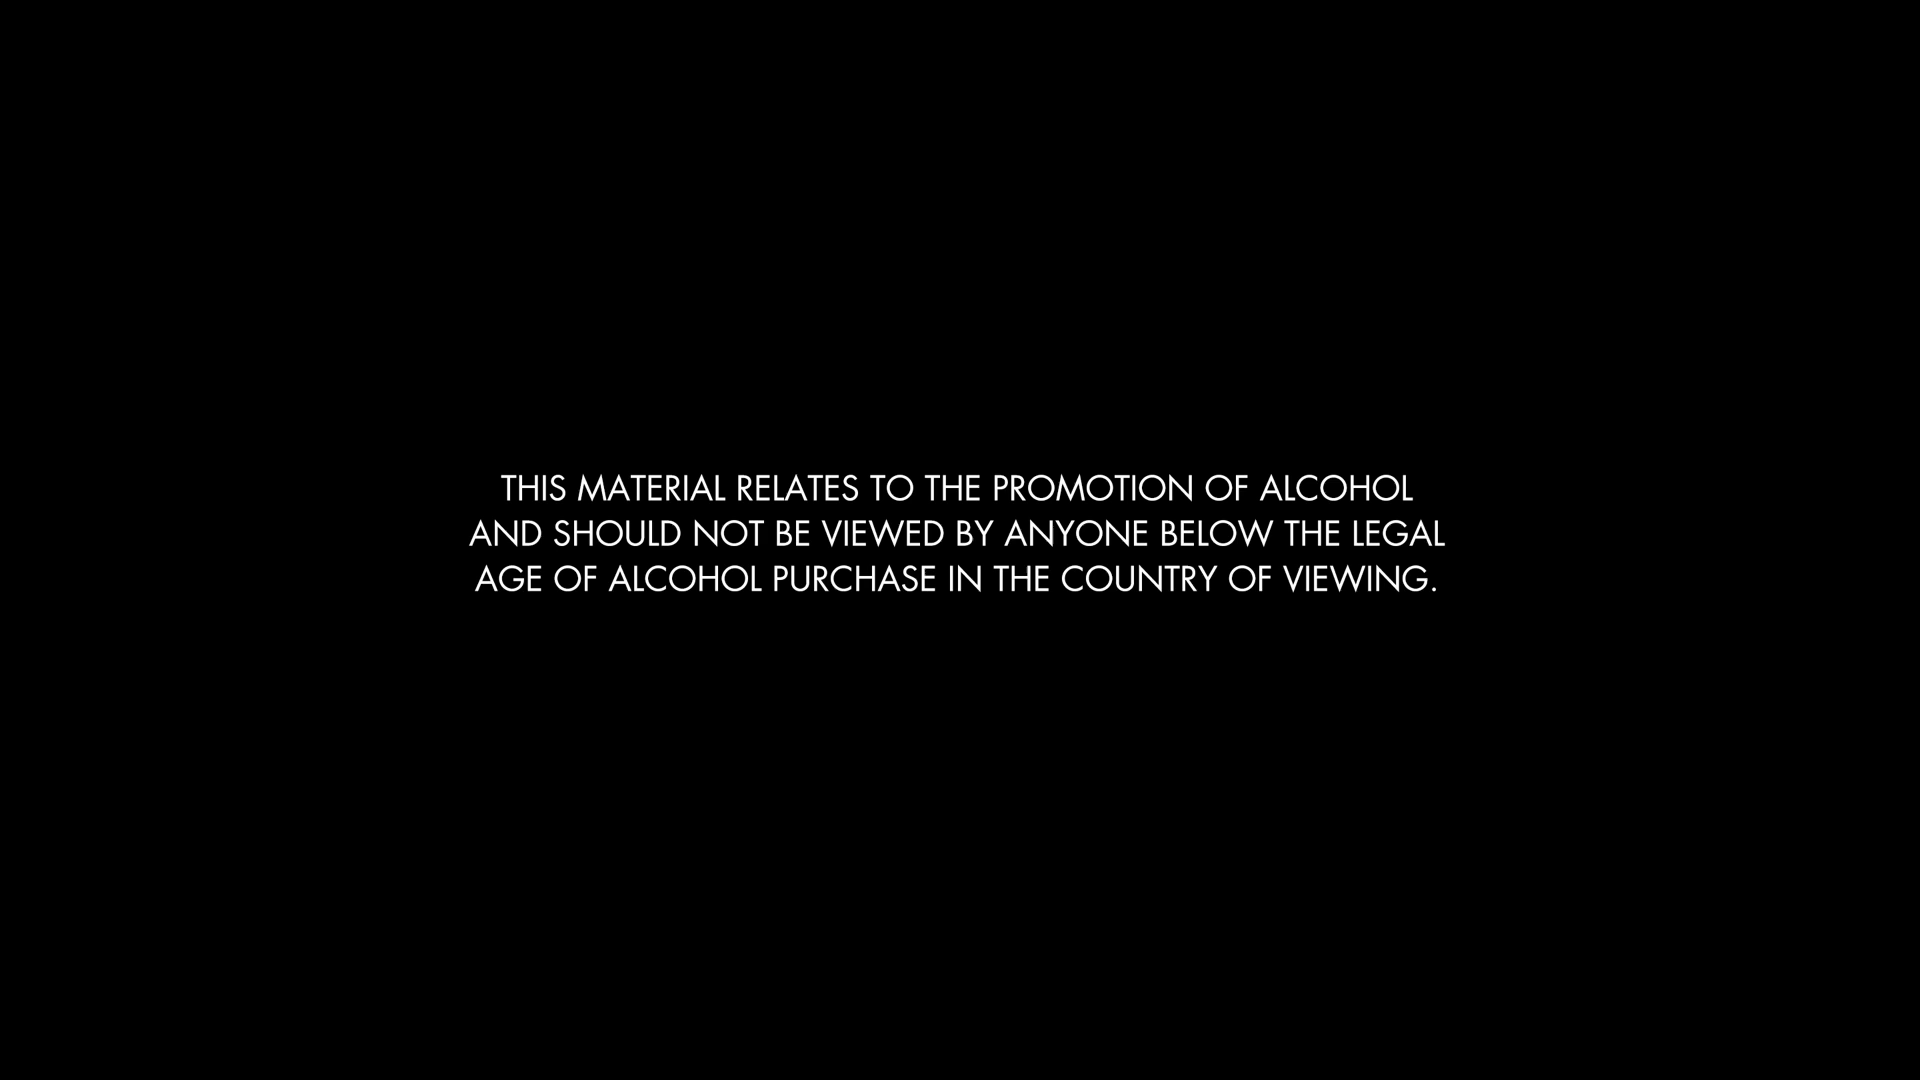 THIS MATERIAL RELATES TO THE PROMOTION OF ALCOHOL
AND SHOULD NOT BE VIEWED BY ANYONE BELOW THE LEGAL
AGE OF ALCOHOL PURCHASE IN THE COUNTRY OF VIEWING.